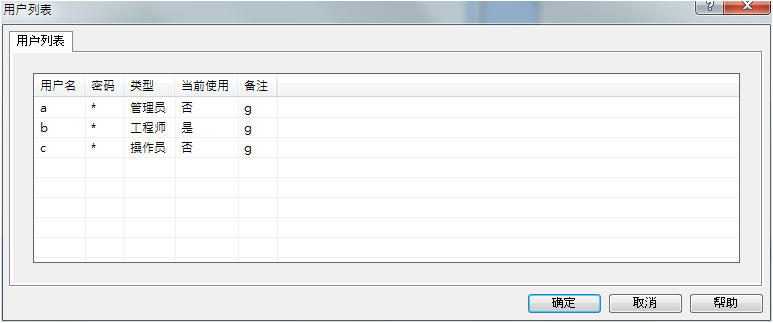 用户列表
?
用户列表
用户名 密码 类型 当前使用 备注
a * 管理员 否 g
b * 工程师 是 g
c * 操作员 否 g
确定 取消 帮助